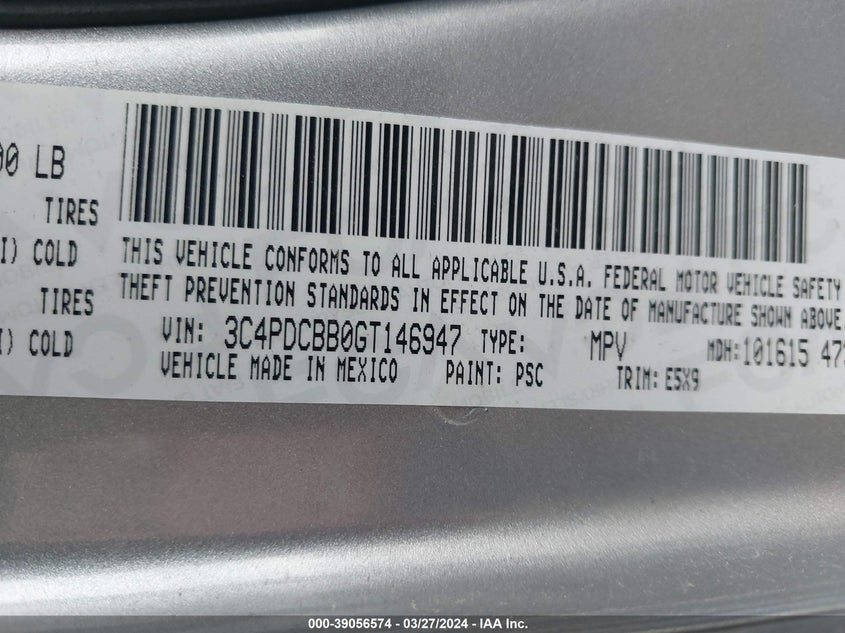 00 LB
TIRES
I) COLD
TIRES
I) COLD
THIS VEHICLE CONFORMS TO ALL APPLICABLE U.S.A. FEDERAL MOTOR VEHICLE SAFETY
THEFT PREVENTION STANDARDS IN EFFECT ON THE DATE OF MANUFACTURE SHOWN ABOVE.
VIN: 3C4PDCBB0GT146947 TYPE: MPV MDH:101615 473
VEHICLE MADE IN MEXICO PAINT: PSC TRIM: E5X9
000-39056574 - 03/27/2024 - IAA Inc.